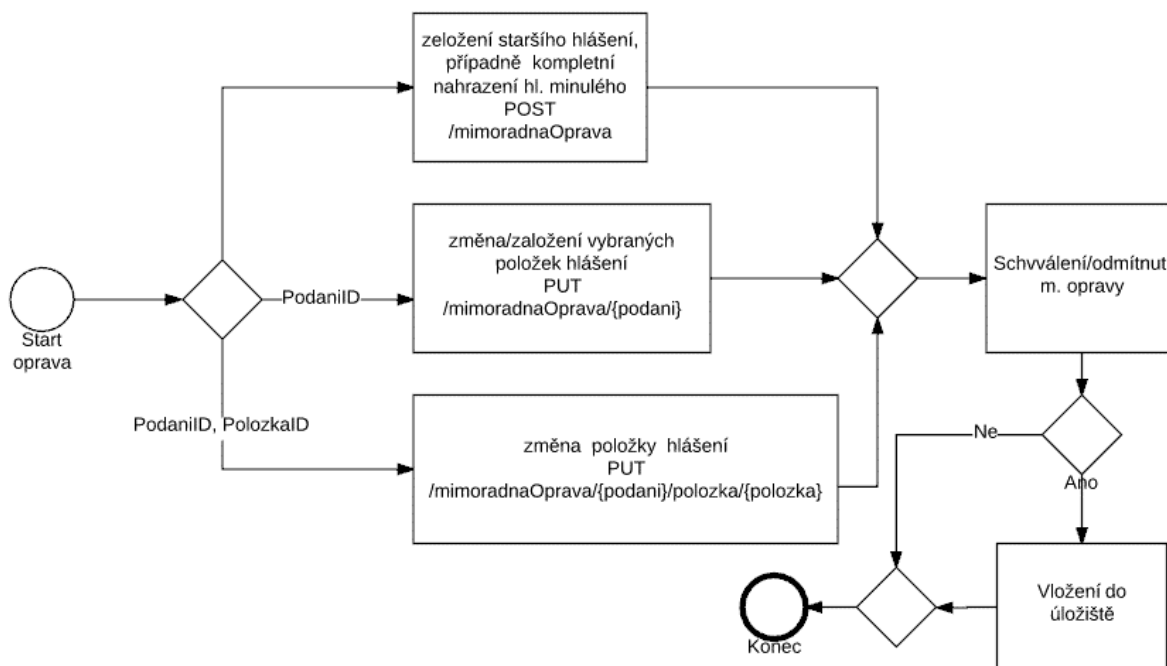 zeložení staršího hlášení,
případně kompletní
nahrazení hl. minulého
POST
/mimoradnaOprava
změna/založení vybraných
položek hlášení
PUT
/mimoradnaOprava/{podani}
Schvválení/odmítnut
m. opravy
PodaniID
Start
oprava
PodaniID, PolozkaID
změna položky hlášení
PUT
/mimoradnaOprava/{podani}/polozka/{polozka}
Ne
Ano
Vložení do
úložiště
Konec